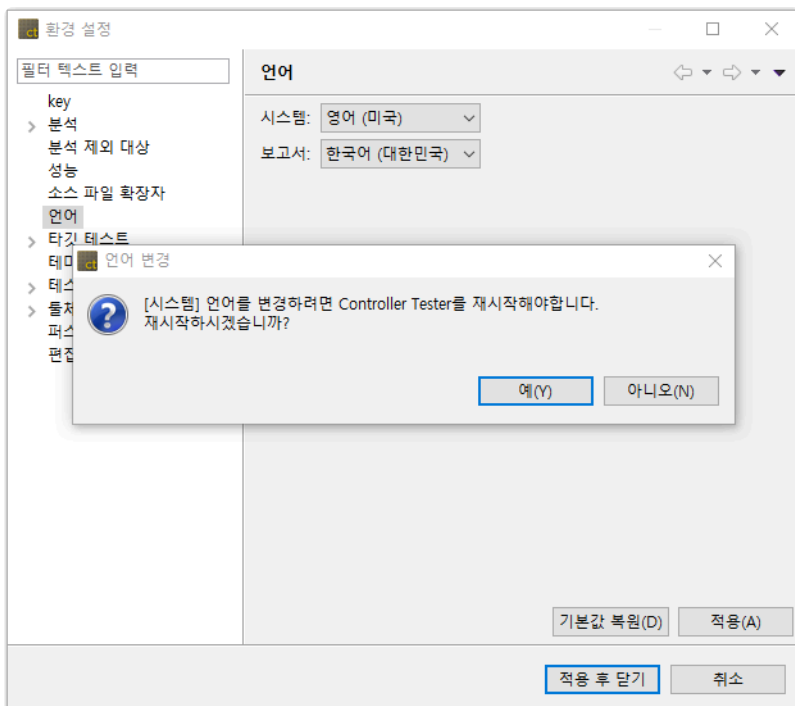 ct 환경 설정
필터 텍스트 입력
언어
key
분석
분석 제외 대상
성능
소스 파일 확장자
언어
타깃 테스트
시스템: 영어 (미국)
보고서: 한국어 (대한민국)
ct 언어 변경
[시스템] 언어를 변경하려면 Controller Tester를 재시작해야합니다.
재시작하시겠습니까?
예(Y) 아니오(N)
기본값 복원(D) 적용(A)
적용 후 닫기 취소